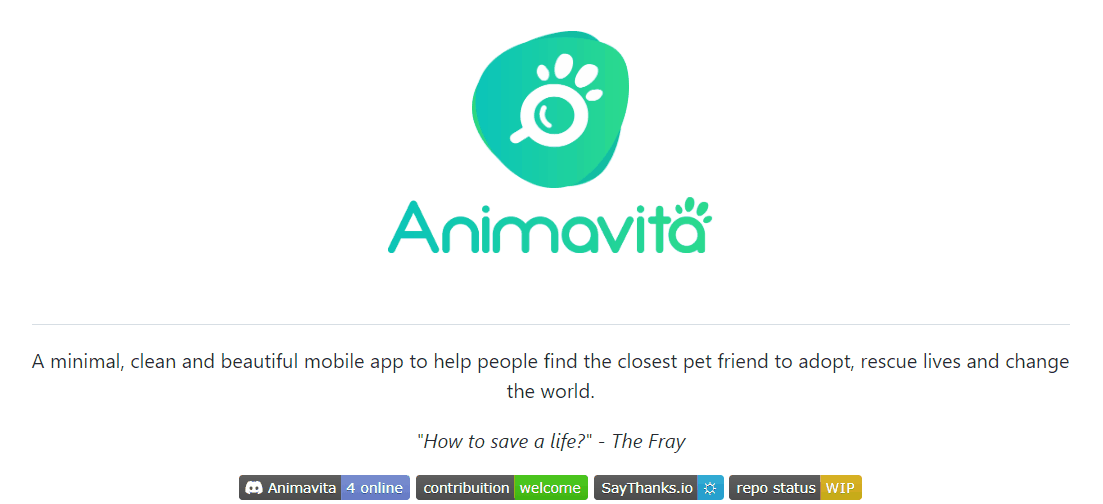 Animavita
A minimal, clean and beautiful mobile app to help people find the closest pet friend to adopt, rescue lives and change
the world.
"How to save a life?" - The Fray
Animavita 4 online contribuition welcome SayThanks.io repo status WIP